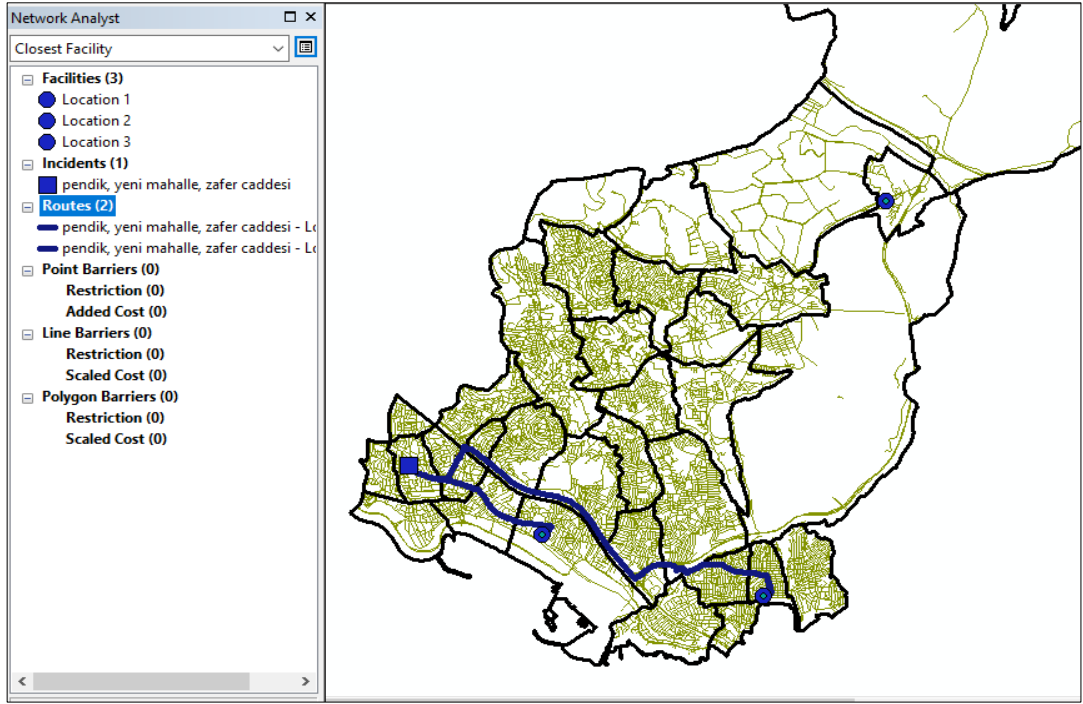 Network Analyst
Closest Facility
Facilities (3)
Location 1
Location 2
Location 3
Incidents (1)
pendik, yeni mahalle, zafer caddesi
Routes (2)
pendik, yeni mahalle, zafer caddesi - Lo
pendik, yeni mahalle, zafer caddesi - Lo
Point Barriers (0)
Restriction (0)
Added Cost (0)
Line Barriers (0)
Restriction (0)
Scaled Cost (0)
Polygon Barriers (0)
Restriction (0)
Scaled Cost (0)